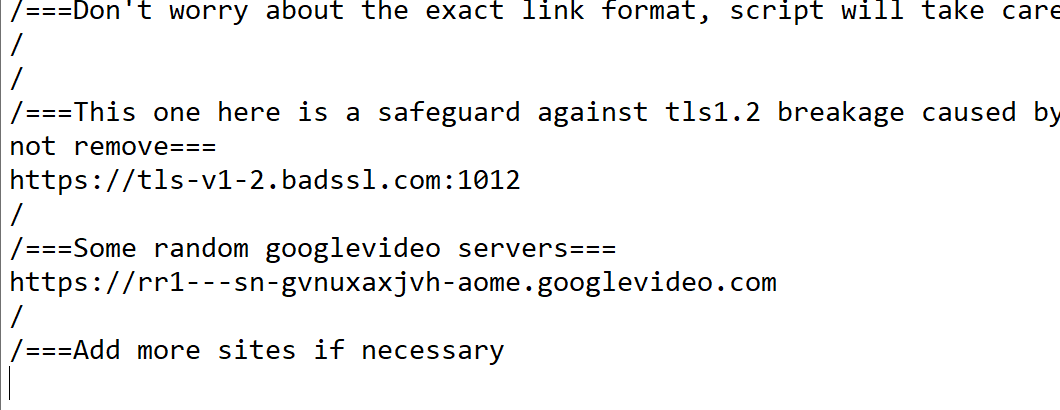 /===Don't worry about the exact link format, script will take care
/
/
/===This one here is a safeguard against tls1.2 breakage caused by
not remove===
https://tls-v1-2.badssl.com:1012
/
/===Some random googlevideo servers===
https://rr1---sn-gvnuxaxjvh-aome.googlevideo.com
/
/===Add more sites if necessary